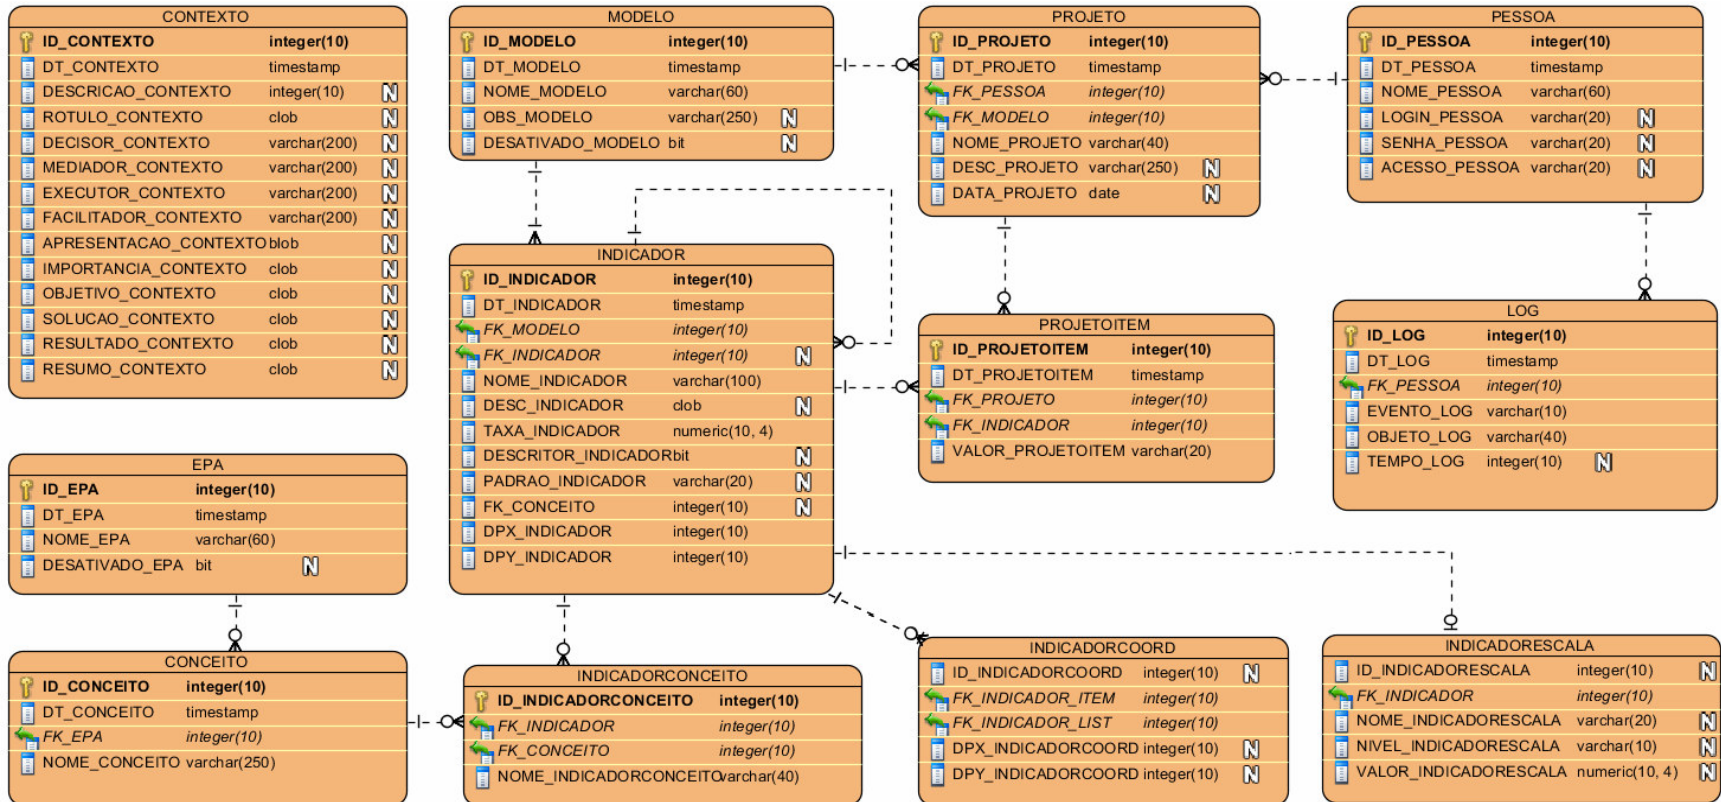 CONTEXTO
ID_CONTEXTO integer(10)
DT_CONTEXTO timestamp
DESCRICAO_CONTEXTO integer(10) N
ROTULO_CONTEXTO clob N
DECISOR_CONTEXTO varchar(200) N
MEDIADOR_CONTEXTO varchar(200) N
EXECUTOR_CONTEXTO varchar(200) N
FACILITADOR_CONTEXTO varchar(200) N
APRESENTACAO_CONTEXTO blob N
IMPORTANCIA_CONTEXTO clob N
OBJETIVO_CONTEXTO clob N
SOLUCAO_CONTEXTO clob N
RESULTADO_CONTEXTO clob N
RESUMO_CONTEXTO clob N
MODELO
ID_MODELO integer(10)
DT_MODELO timestamp
NOME_MODELO varchar(60)
OBS_MODELO varchar(250) N
DESATIVADO_MODELO bit N
PROJETO
ID_PROJETO integer(10)
DT_PROJETO timestamp
FK_PESSOA integer(10)
FK_MODELO integer(10)
NOME_PROJETO varchar(40)
DESC_PROJETO varchar(250) N
DATA_PROJETO date N
PESSOA
ID_PESSOA integer(10)
DT_PESSOA timestamp
NOME_PESSOA varchar(60)
LOGIN_PESSOA varchar(20) N
SENHA_PESSOA varchar(20) N
ACESSO_PESSOA varchar(20) N
INDICADOR
ID_INDICADOR integer(10)
DT_INDICADOR timestamp
FK_MODELO integer(10)
FK_INDICADOR integer(10) N
NOME_INDICADOR varchar(100)
DESC_INDICADOR clob N
TAXA_INDICADOR numeric(10, 4)
DESCRITOR_INDICADOR bit N
PADRAO_INDICADOR varchar(20) N
FK_CONCEITO integer(10) N
DPX_INDICADOR integer(10)
DPY_INDICADOR integer(10)
PROJETOITEM
ID_PROJETOITEM integer(10)
DT_PROJETOITEM timestamp
FK_PROJETO integer(10)
FK_INDICADOR integer(10)
VALOR_PROJETOITEM varchar(20)
LOG
ID_LOG integer(10)
DT_LOG timestamp
FK_PESSOA integer(10)
EVENTO_LOG varchar(10)
OBJETO_LOG varchar(40)
TEMPO_LOG integer(10) N
EPA
ID_EPA integer(10)
DT_EPA timestamp
NOME_EPA varchar(60)
DESATIVADO_EPA bit N
CONCEITO
ID_CONCEITO integer(10)
DT_CONCEITO timestamp
FK_EPA integer(10)
NOME_CONCEITO varchar(250)
INDICADORCONCEITO
ID_INDICADORCONCEITO integer(10)
FK_INDICADOR integer(10)
FK_CONCEITO integer(10)
NOME_INDICADORCONCEITO varchar(40)
INDICADORCOORD
ID_INDICADORCOORD integer(10) N
FK_INDICADOR_ITEM integer(10)
FK_INDICADOR_LIST integer(10)
DPX_INDICADORCOORD integer(10) N
DPY_INDICADORCOORD integer(10) N
INDICADORESCALA
ID_INDICADORESCALA integer(10) N
FK_INDICADOR integer(10)
NOME_INDICADORESCALA varchar(20) N
NIVEL_INDICADORESCALA varchar(10) N
VALOR_INDICADORESCALA numeric(10, 4) N